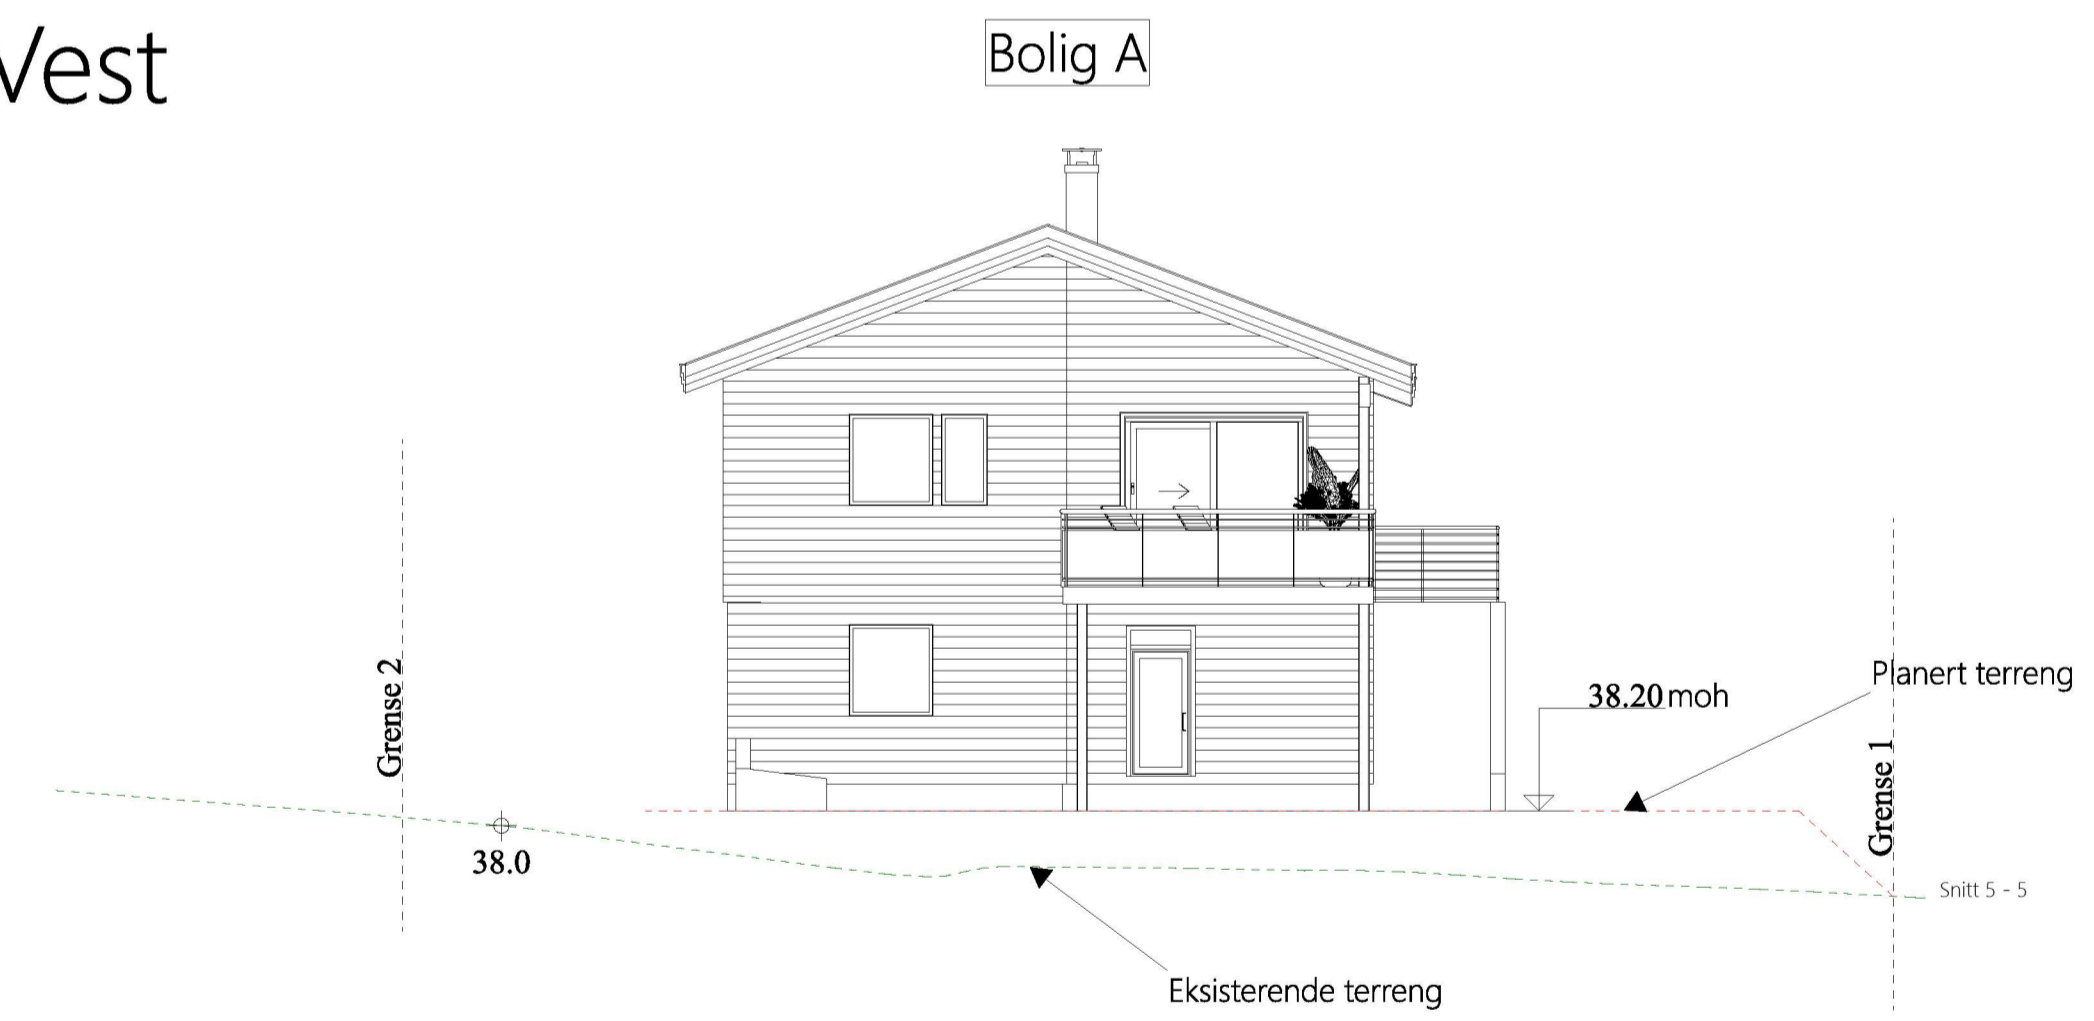 Vest
Bolig A
Grense 2
38.0
38.20 moh
Planert terreng
Grense 1
Snitt 5 - 5
Eksisterende terreng